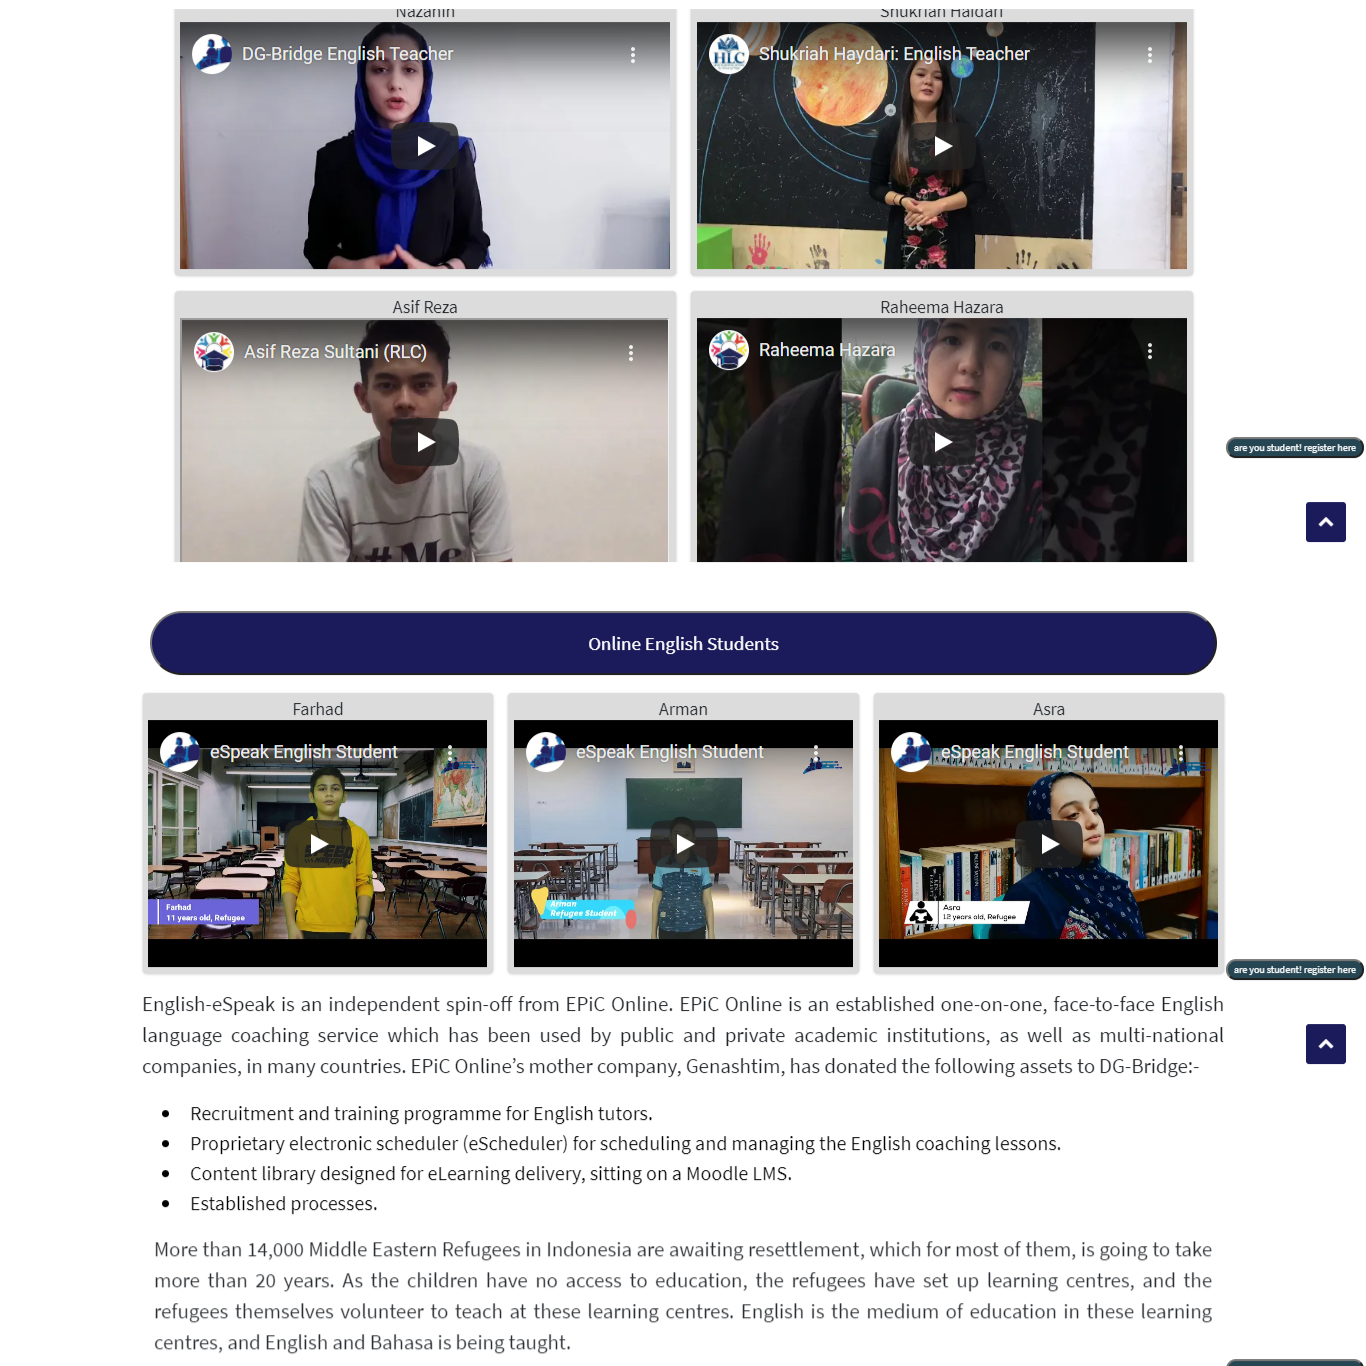 Nazanin
Shukriah Haidari
DG-Bridge English Teacher
HLC
Shukriah Haydari: English Teacher
Asif Reza
Raheema Hazara
Asif Reza Sultani (RLC)
Raheema Hazara
#Me
are you student! register here
Online English Students
Farhad
Arman
Asra
eSpeak English Student
eSpeak English Student
eSpeak English Student
Farhad
11 years old, Refugee
Arman
Refugee Student
Asra
12 years old, Refugee
are you student! register here
English-eSpeak is an independent spin-off from EPiC Online. EPiC Online is an established one-on-one, face-to-face English
language coaching service which has been used by public and private academic institutions, as well as multi-national
companies, in many countries. EPiC Online’s mother company, Genashtim, has donated the following assets to DG-Bridge:-
• Recruitment and training programme for English tutors.
• Proprietary electronic scheduler (eScheduler) for scheduling and managing the English coaching lessons.
• Content library designed for eLearning delivery, sitting on a Moodle LMS.
• Established processes.
More than 14,000 Middle Eastern Refugees in Indonesia are awaiting resettlement, which for most of them, is going to take
more than 20 years. As the children have no access to education, the refugees have set up learning centres, and the
refugees themselves volunteer to teach at these learning centres. English is the medium of education in these learning
centres, and English and Bahasa is being taught.